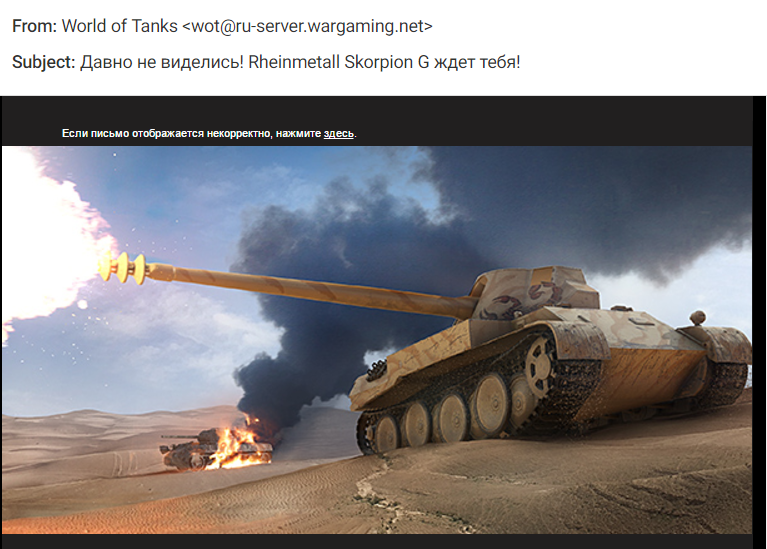 From: World of Tanks <wot@ru-server.wargaming.net>
Subject: Давно не виделись! Rheinmetall Skorpion G ждет тебя!
Если письмо отображается некорректно, нажмите здесь.